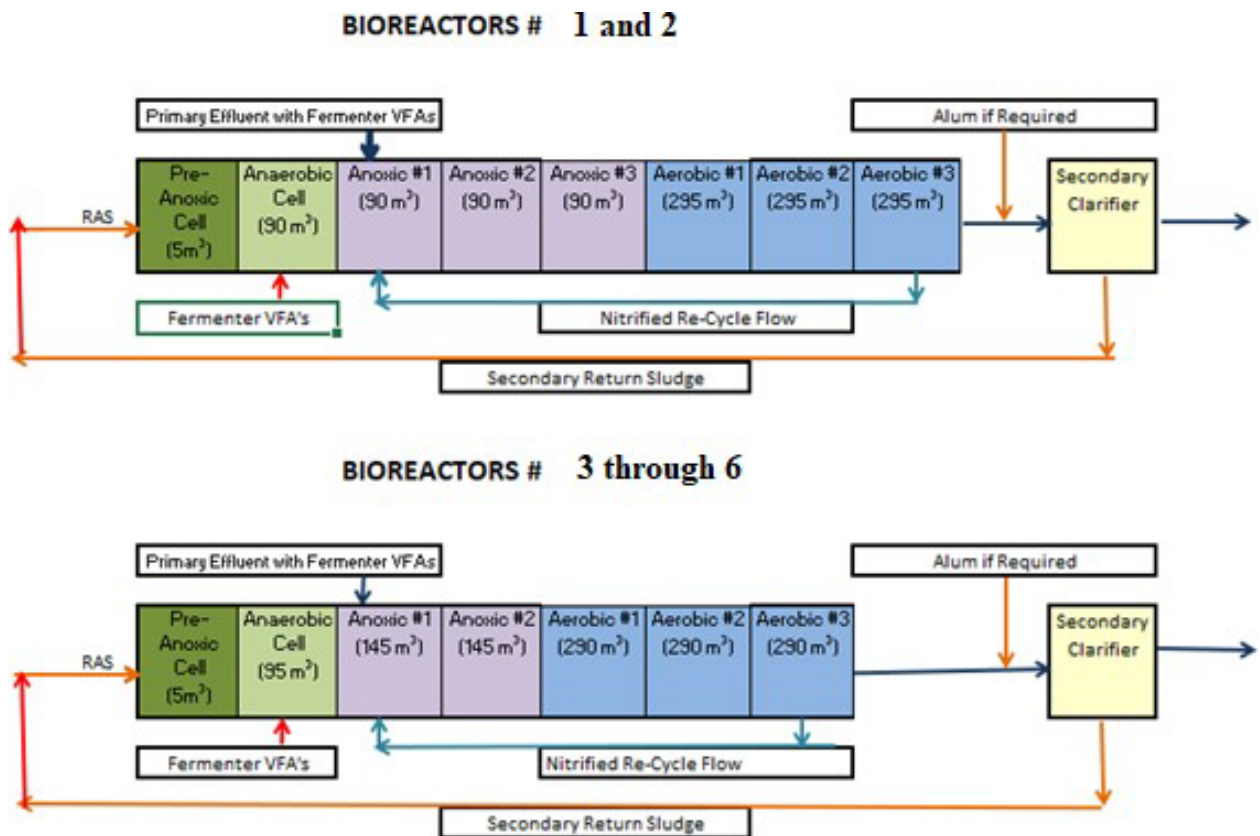 BIOREACTORS # 1 and 2
Primary Effluent with Fermenter VFAs
Alum if Required
RAS
Pre-
Anoxic
Cell
(5m³)
Anaerobic
Cell
(90 m³)
Anoxic #1
(90 m³)
Anoxic #2
(90 m³)
Anoxic #3
(90 m³)
Aerobic #1
(295 m³)
Aerobic #2
(295 m³)
Aerobic #3
(295 m³)
Secondary
Clarifier
Fermenter VFA's
Nitrified Re-Cycle Flow
Secondary Return Sludge
BIOREACTORS # 3 through 6
Primary Effluent with Fermenter VFAs
Alum if Required
RAS
Pre-
Anoxic
Cell
(5m³)
Anaerobic
Cell
(95 m³)
Anoxic #1
(145 m³)
Anoxic #2
(145 m³)
Aerobic #1
(290 m³)
Aerobic #2
(290 m³)
Aerobic #3
(290 m³)
Secondary
Clarifier
Fermenter VFA's
Nitrified Re-Cycle Flow
Secondary Return Sludge